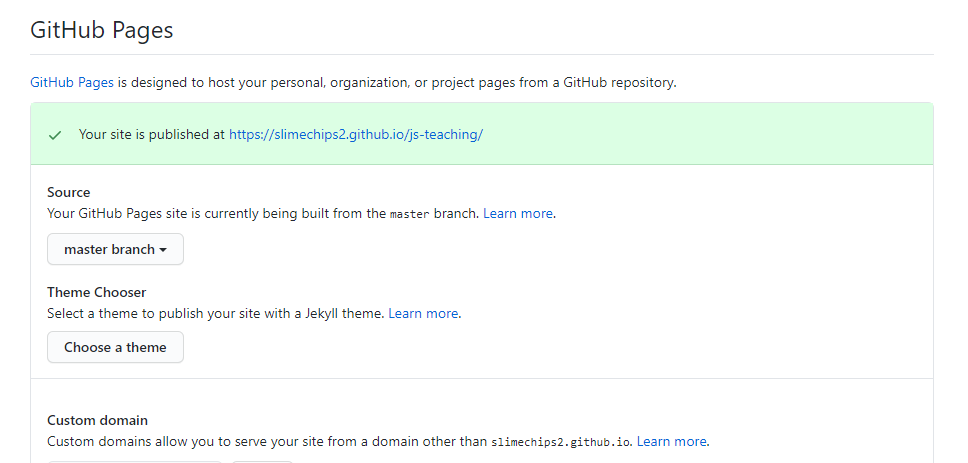 GitHub Pages
GitHub Pages is designed to host your personal, organization, or project pages from a GitHub repository.
Your site is published at https://slimechips2.github.io/js-teaching/
Source
Your GitHub Pages site is currently being built from the master branch. Learn more.
master branch
Theme Chooser
Select a theme to publish your site with a Jekyll theme. Learn more.
Choose a theme
Custom domain
Custom domains allow you to serve your site from a domain other than slimechips2.github.io. Learn more.